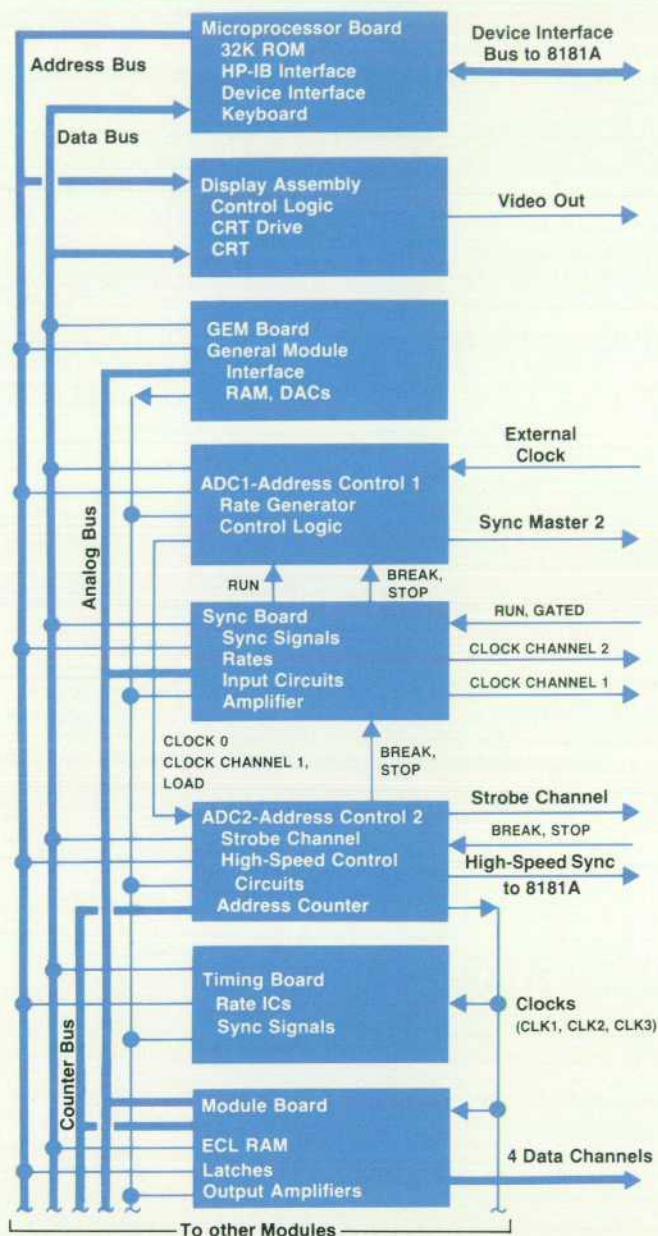 Microprocessor Board
32K ROM
HP-IB Interface
Device Interface
Keyboard
Device Interface
Bus to 8181A
Address Bus
Data Bus
Display Assembly
Control Logic
CRT Drive
CRT
Video Out
GEM Board
General Module
Interface
RAM, DACs
Analog Bus
External
Clock
ADC1-Address Control 1
Rate Generator
Control Logic
Sync Master 2
RUN
BREAK,
STOP
Sync Board
Sync Signals
Rates
Input Circuits
Amplifier
RUN, GATED
CLOCK CHANNEL 2
CLOCK CHANNEL 1
CLOCK 0
CLOCK CHANNEL 1,
LOAD
BREAK,
STOP
ADC2-Address Control 2
Strobe Channel
High-Speed Control
Circuits
Address Counter
Strobe Channel
BREAK, STOP
High-Speed Sync
to 8181A
Counter Bus
Timing Board
Rate ICs
Sync Signals
Clocks
(CLK1, CLK2, CLK3)
Module Board
ECL RAM
Latches
Output Amplifiers
4 Data Channels
To other Modules